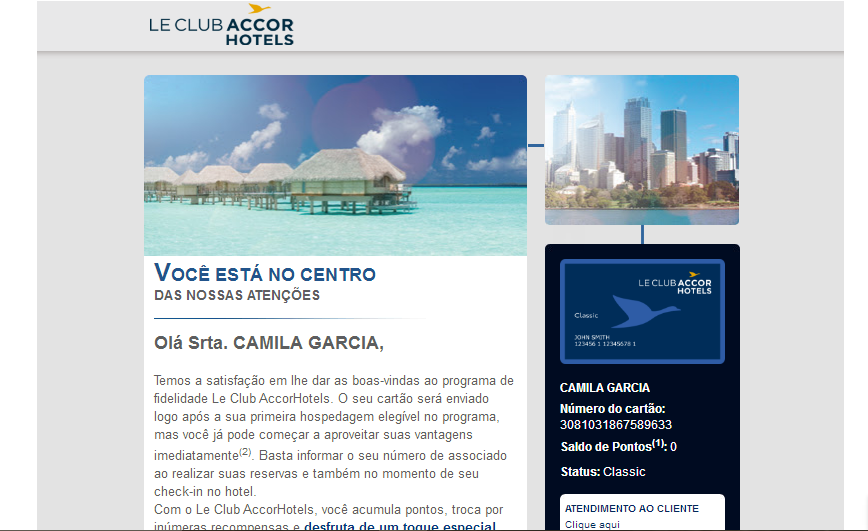 LE CLUB ACCOR
HOTELS
VOCÊ ESTÁ NO CENTRO
DAS NOSSAS ATENÇÕES
Olá Srta. CAMILA GARCIA,
Temos a satisfação em lhe dar as boas-vindas ao programa de
fidelidade Le Club AccorHotels. O seu cartão será enviado
logo após a sua primeira hospedagem elegível no programa,
mas você já pode começar a aproveitar suas vantagens
imediatamente(2). Basta informar o seu número de associado
ao realizar suas reservas e também no momento de seu
check-in no hotel.
Com o Le Club AccorHotels, você acumula pontos, troca por
inúmeras recompensas e desfruta de um toque especial
LE CLUB ACCOR
HOTELS
Classic
JOHN SMITH
123456 1 12345678 1
CAMILA GARCIA
Número do cartão:
3081031867589633
Saldo de Pontos(1): 0
Status: Classic
ATENDIMENTO AO CLIENTE
Clique aqui